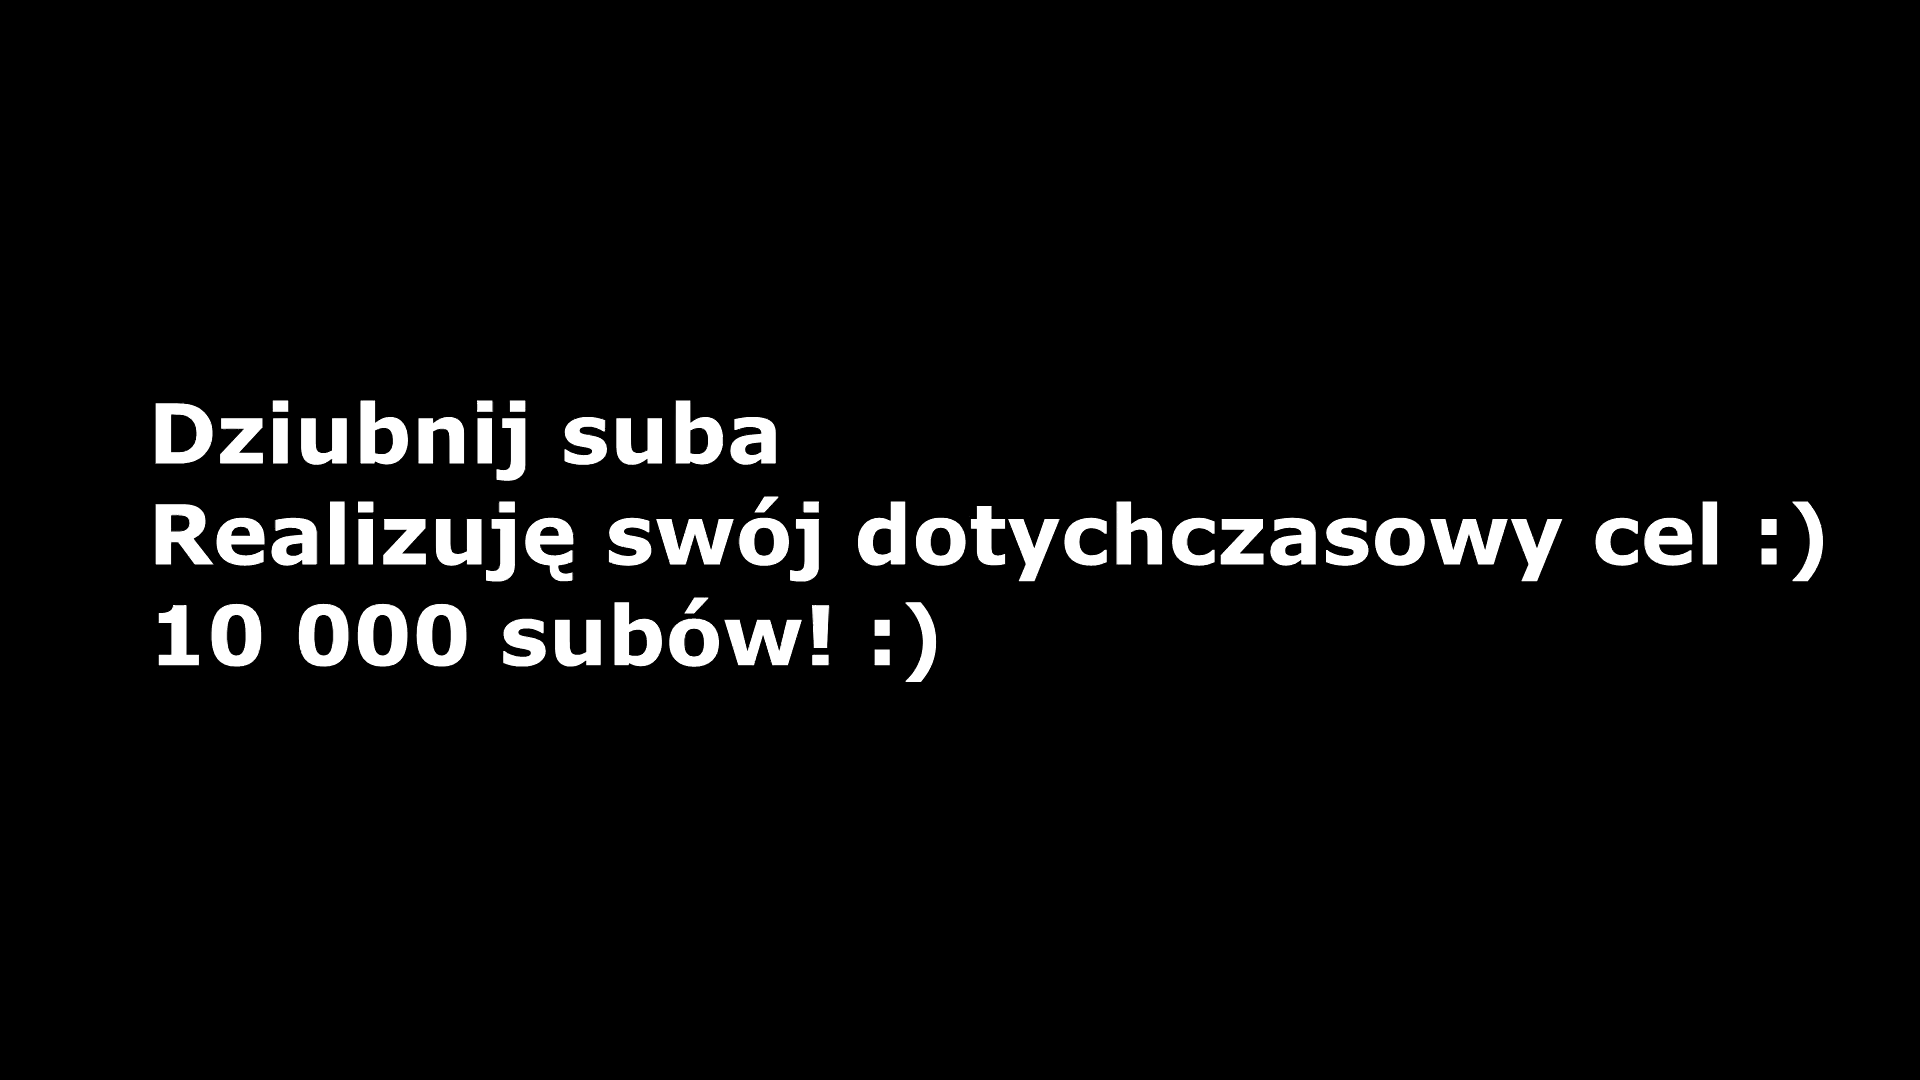 Dziubnij suba
Realizuję swój dotychczasowy cel :)
10 000 subów! :)